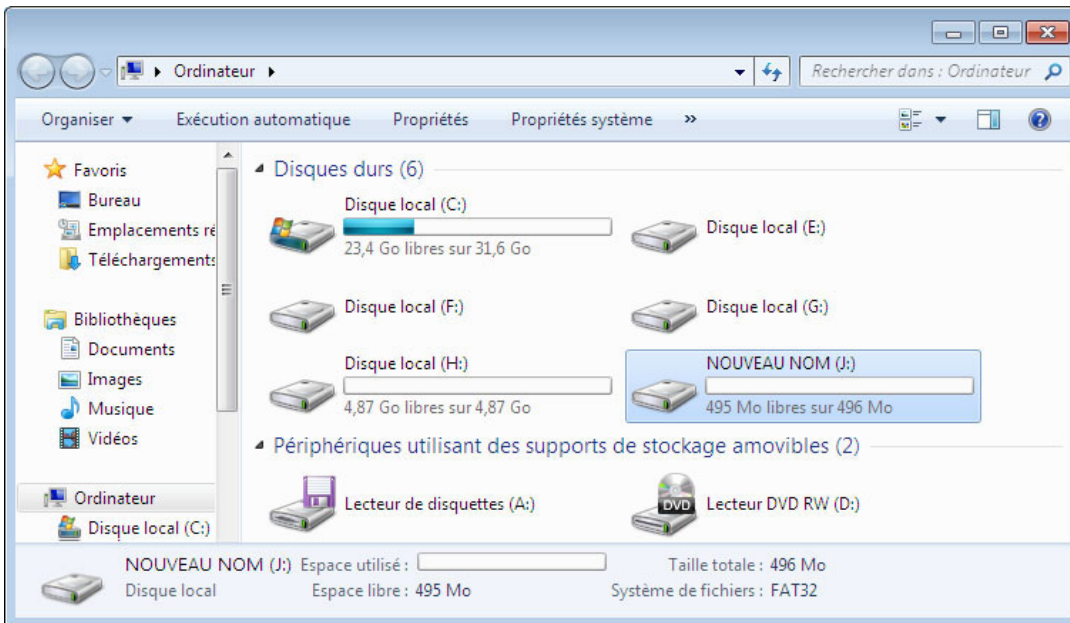 Ordinateur
Rechercher dans : Ordinateur
Organiser
Exécution automatique
Propriétés
Propriétés système
»
Favoris
Bureau
Emplacements ré
Téléchargements
Bibliothèques
Documents
Images
Musique
Vidéos
Ordinateur
Disque local (C:)
Disques durs (6)
Disque local (C:)
23,4 Go libres sur 31,6 Go
Disque local (E:)
Disque local (F:)
Disque local (G:)
Disque local (H:)
4,87 Go libres sur 4,87 Go
NOUVEAU NOM (J:)
495 Mo libres sur 496 Mo
Périphériques utilisant des supports de stockage amovibles (2)
Lecteur de disquettes (A:)
DVD
Lecteur DVD RW (D:)
NOUVEAU NOM (J:) Espace utilisé : Taille totale : 496 Mo
Disque local Espace libre : 495 Mo Système de fichiers : FAT32